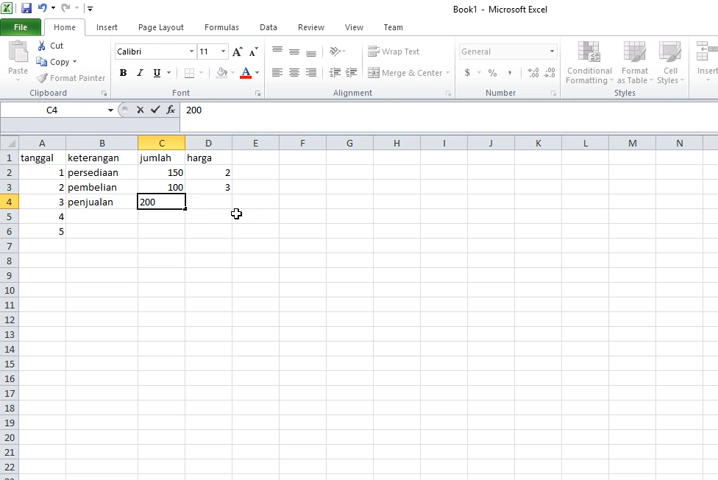 Book1 - Microsoft Excel
File Home Insert Page Layout Formulas Data Review View Team
Paste
Cut
Copy
Format Painter
Clipboard
Calibri 11 A A
B I U A
Font
Wrap Text
Merge & Center
Alignment
General
$ % ,
Number
Conditional Formatting
Format as Table
Cell Styles
Styles
Insert
C4 fx 200
A B C D E F G H I J K L M N
1 tanggal keterangan jumlah harga
2 1 persediaan 150 2
3 2 pembelian 100 3
4 3 penjualan 200
5 4
6 5
7
8
9
10
11
12
13
14
15
16
17
18
19
20
21
22